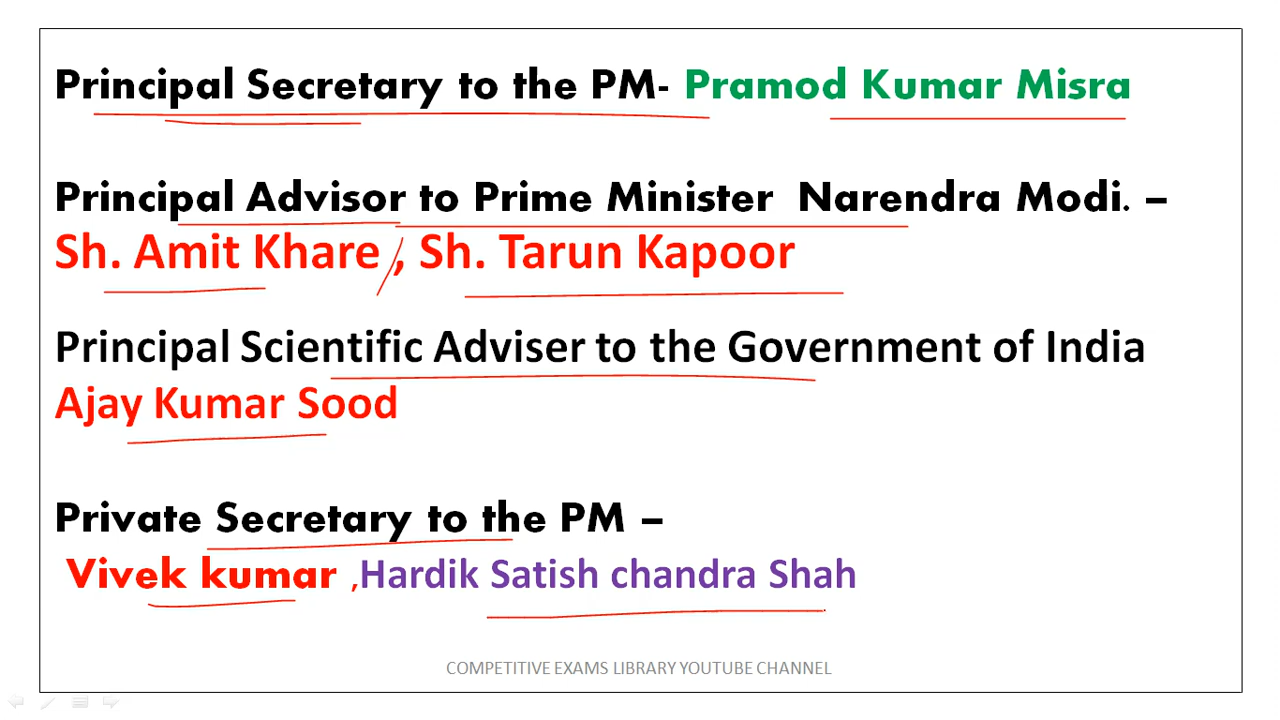 Principal Secretary to the PM- Pramod Kumar Misra
Principal Advisor to Prime Minister Narendra Modi. –
Sh. Amit Khare , Sh. Tarun Kapoor
Principal Scientific Adviser to the Government of India
Ajay Kumar Sood
Private Secretary to the PM –
Vivek kumar ,Hardik Satish chandra Shah
COMPETITIVE EXAMS LIBRARY YOUTUBE CHANNEL